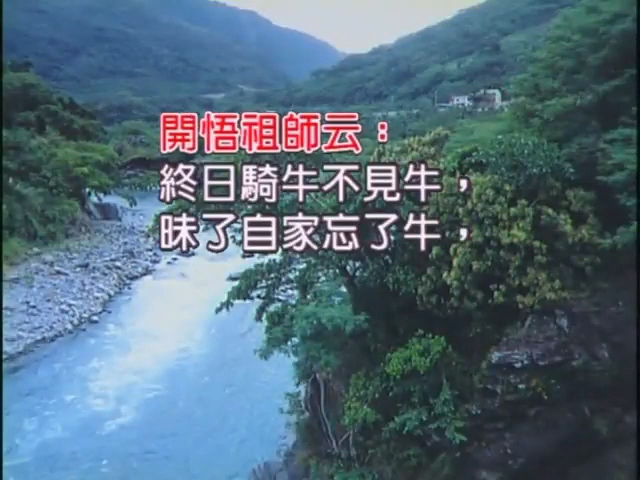 開悟祖師云：
終日騎牛不見牛，
昧了自家忘了牛，